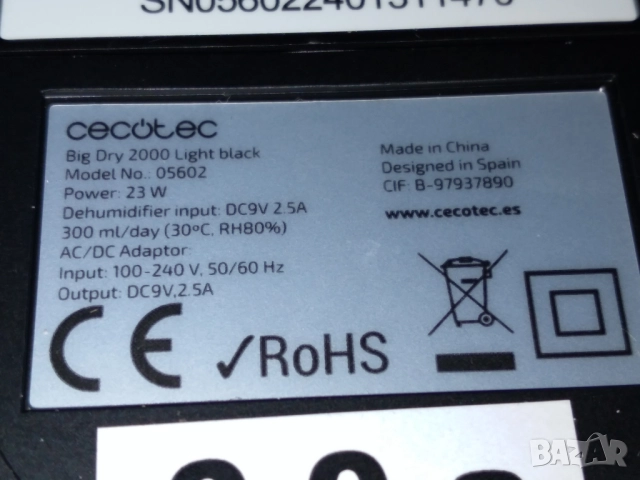 cecotec
Big Dry 2000 Light black
Model No.: 05602
Power: 23 W
Dehumidifier input: DC9V 2.5A
300 ml/day (30ºC, RH80%)
AC/DC Adaptor:
Input: 100-240 V, 50/60 Hz
Output: DC9V,2.5A
Made in China
Designed in Spain
CIF: B-97937890
www.cecotec.es
CE
✓RoHS
BAZAR